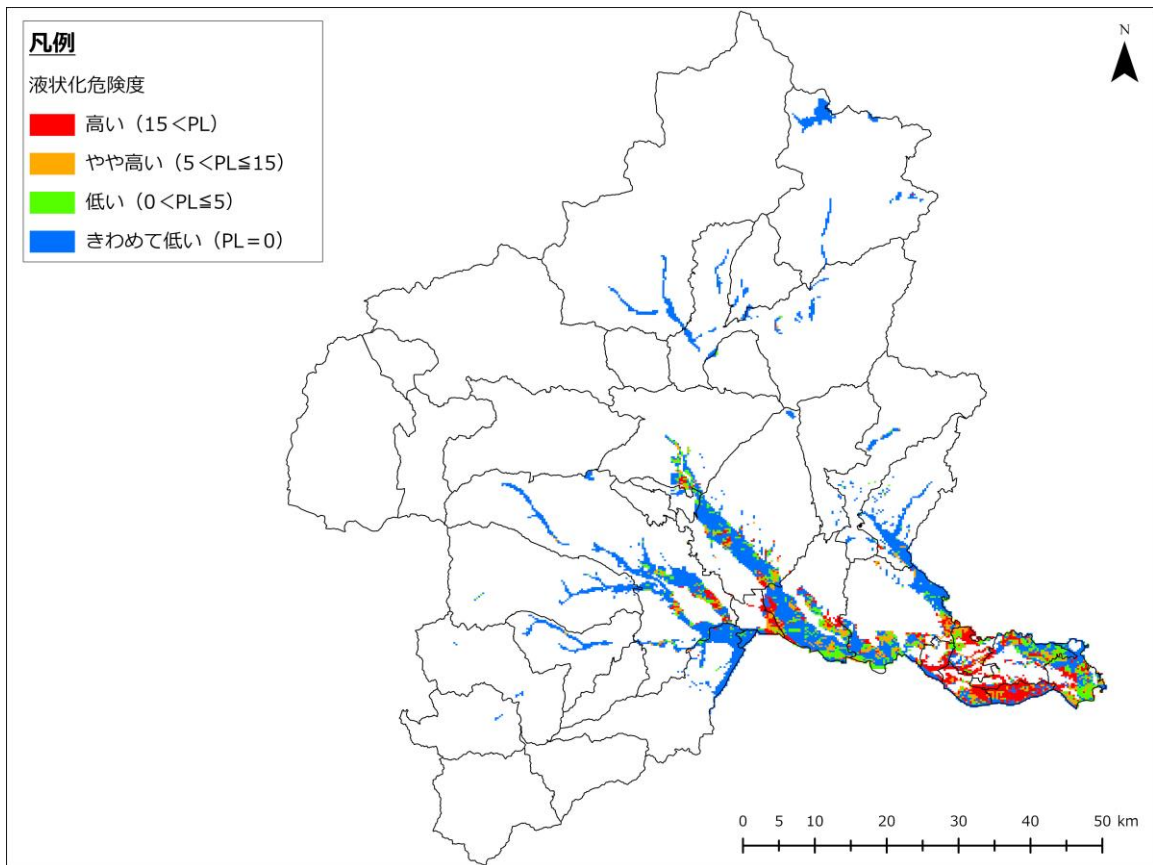 凡例
液状化危険度
高い（15＜PL）
やや高い（5＜PL≦15）
低い（0＜PL≦5）
きわめて低い（PL＝0）
N
0 5 10 20 30 40 50 km